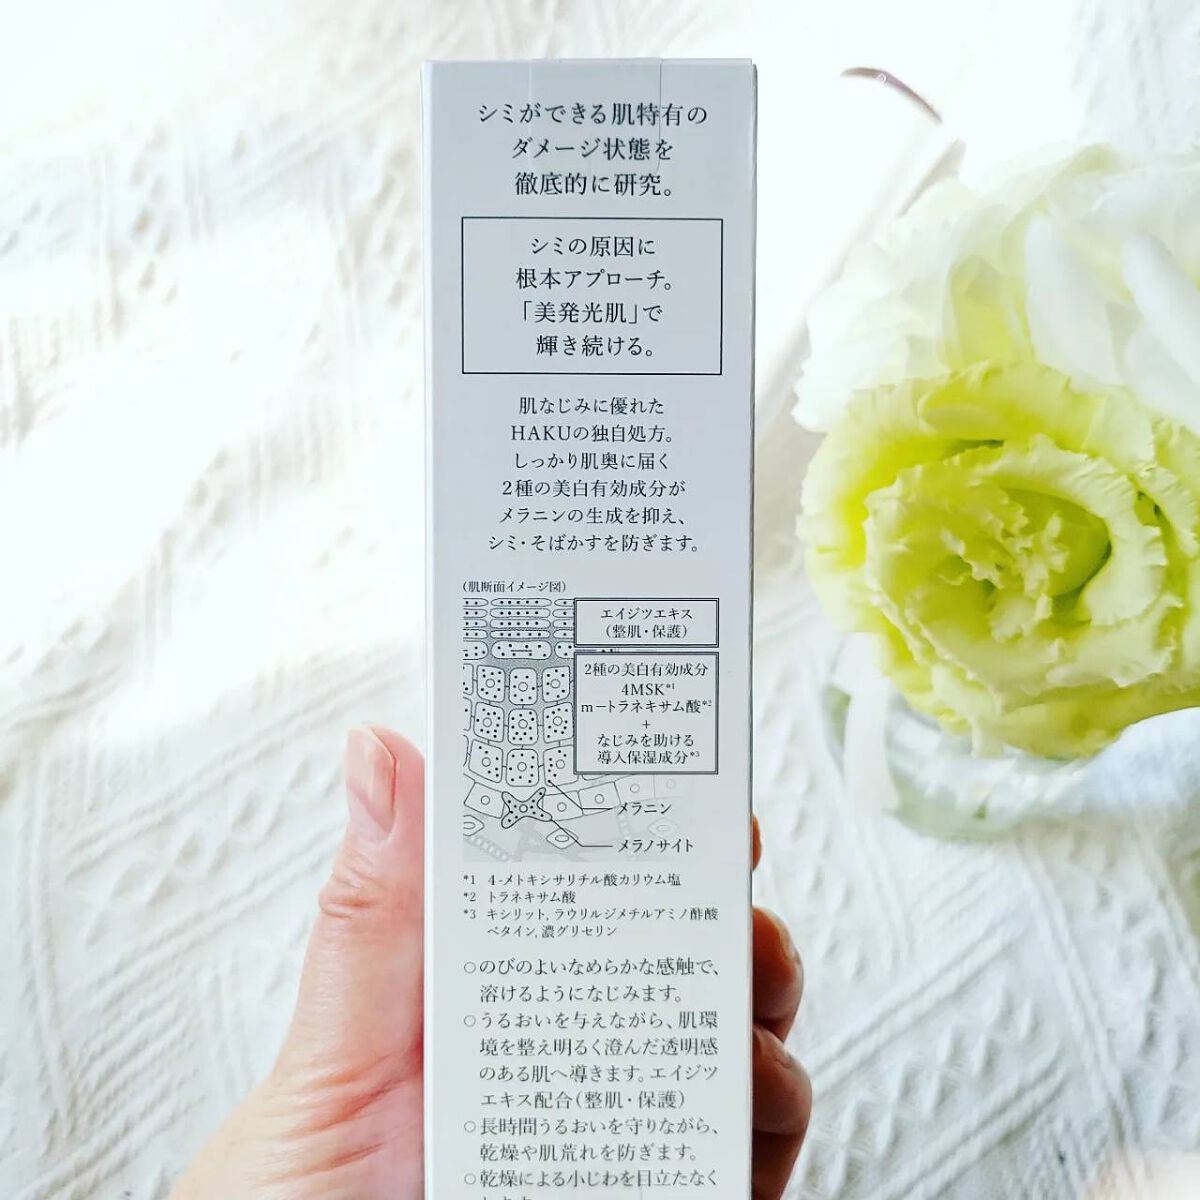 シミができる肌特有の
ダメージ状態を
徹底的に研究。
シミの原因に
根本アプローチ。
「美発光肌」で
輝き続ける。
肌なじみに優れた
HAKUの独自処方。
しっかり肌奥に届く
2種の美白有効成分が
メラニンの生成を抑え、
シミ・そばかすを防ぎます。
(肌断面イメージ図)
エイジツエキス
(整肌・保護)
2種の美白有効成分
4MSK*1
m-トラネキサム酸*2
+
なじみを助ける
導入保湿成分*3
メラニン
メラノサイト
*1 4-メトキシサリチル酸カリウム塩
*2 トラネキサム酸
*3 キシリット, ラウリルジメチルアミノ酢酸
ベタイン, 濃グリセリン
○のびのよいなめらかな感触で、
溶けるようになじみます。
○うるおいを与えながら、肌環
境を整え明るく澄んだ透明感
のある肌へ導きます。エイジツ
エキス配合(整肌・保護)
○長時間うるおいを守りながら、
乾燥や肌荒れを防ぎます。
○乾燥による小じわを目立たなく